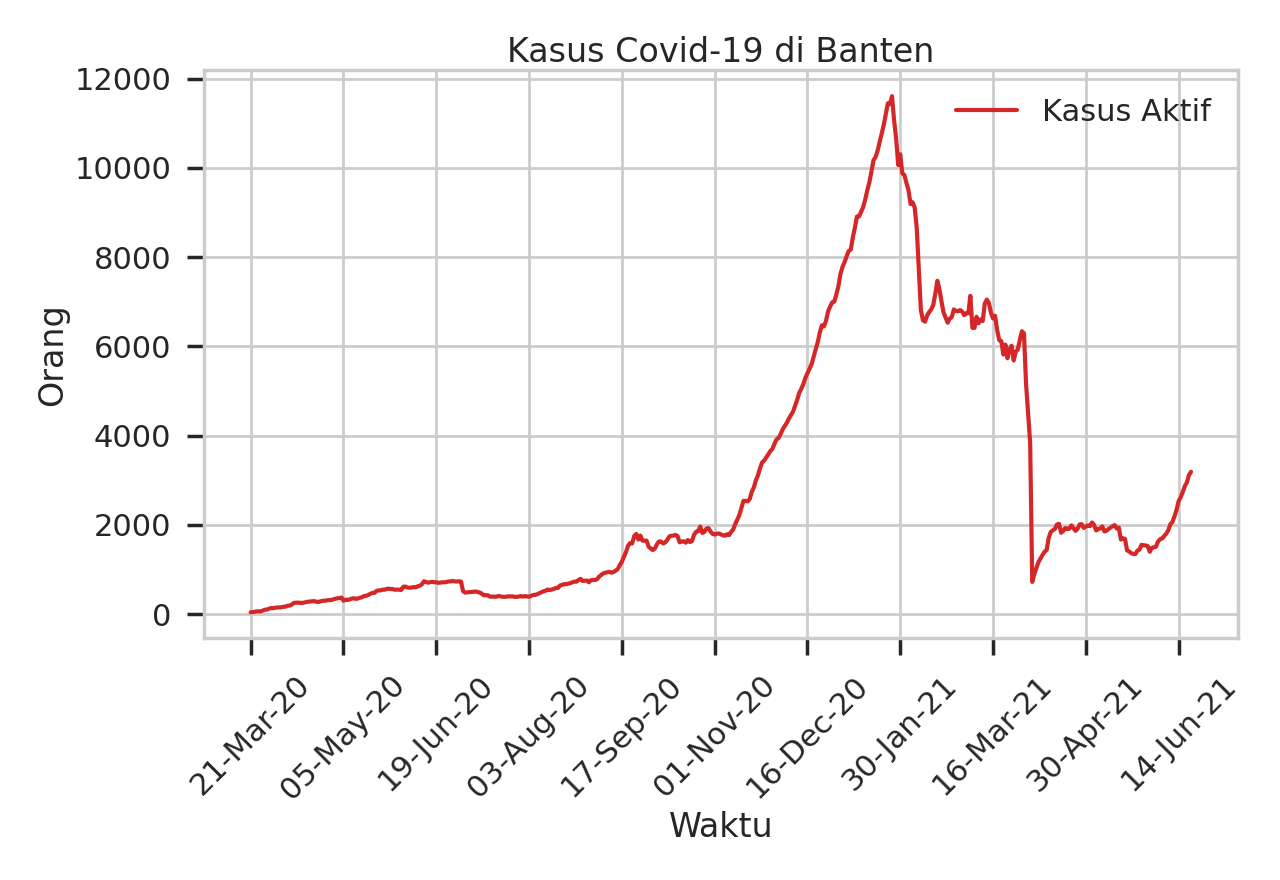 Kasus Covid-19 di Banten
Kasus Aktif
12000
10000
8000
6000
4000
2000
0
Orang
21-Mar-20
05-May-20
19-Jun-20
03-Aug-20
17-Sep-20
01-Nov-20
16-Dec-20
30-Jan-21
16-Mar-21
30-Apr-21
14-Jun-21
Waktu